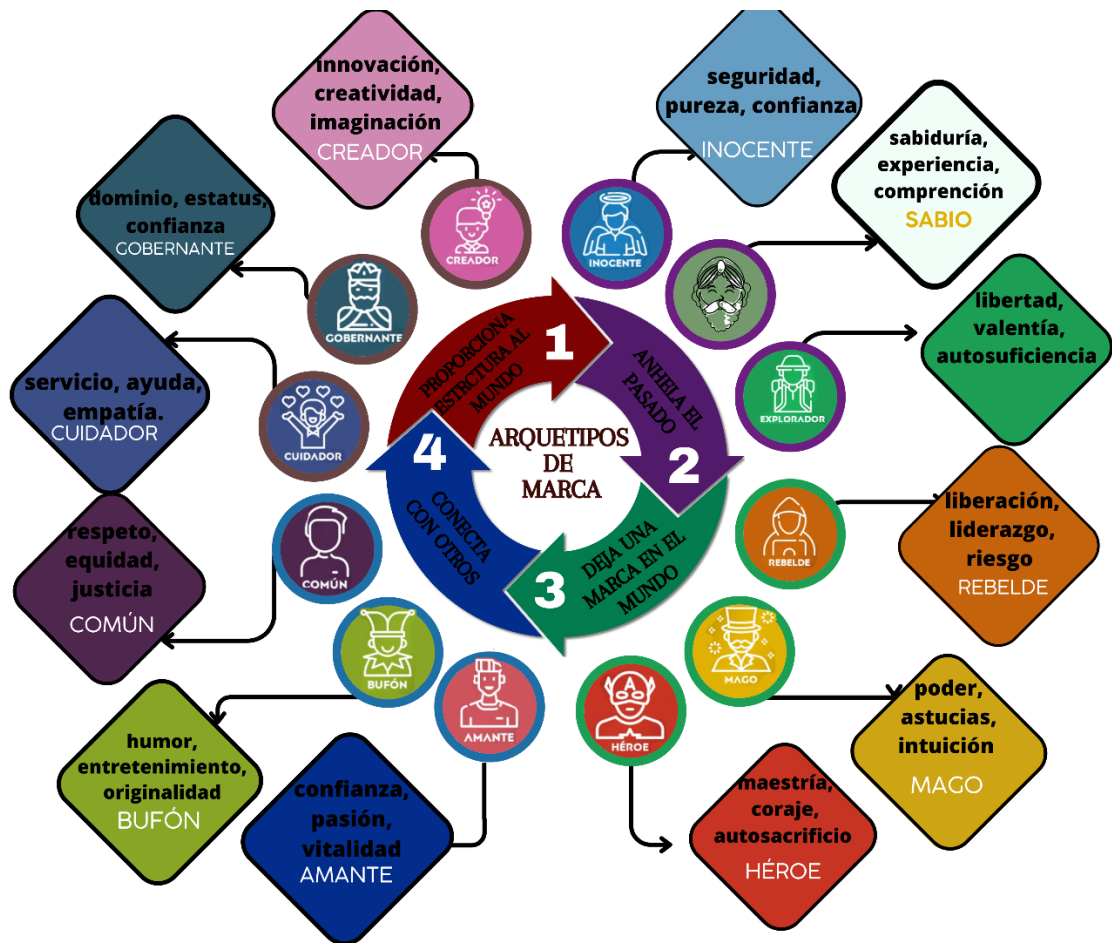 innovación,
creatividad,
imaginación
CREADOR
seguridad,
pureza, confianza
INOCENTE
sabiduría,
experiencia,
comprención
SABIO
dominio, estatus,
confianza
GOBERNANTE
CREADOR
INOCENTE
libertad,
valentía,
autosuficiencia
GOBERNANTE
EXPLORADOR
servicio, ayuda,
empatía.
CUIDADOR
CUIDADOR
1
PROPORCIONA
ESTRCTURA AL
MUNDO
2
ANHELA EL
PASADO
3
DEJA UNA
MARCA EN EL
MUNDO
4
CONECTA
CON OTROS
ARQUETIPOS
DE
MARCA
respeto,
equidad,
justicia
COMÚN
COMÚN
REBELDE
liberación,
liderazgo,
riesgo
REBELDE
BUFÓN
AMANTE
HÉROE
A
MAGO
poder,
astucias,
intuición
MAGO
humor,
entretenimiento,
originalidad
BUFÓN
confianza,
pasión,
vitalidad
AMANTE
maestría,
coraje,
autosacrificio
HÉROE